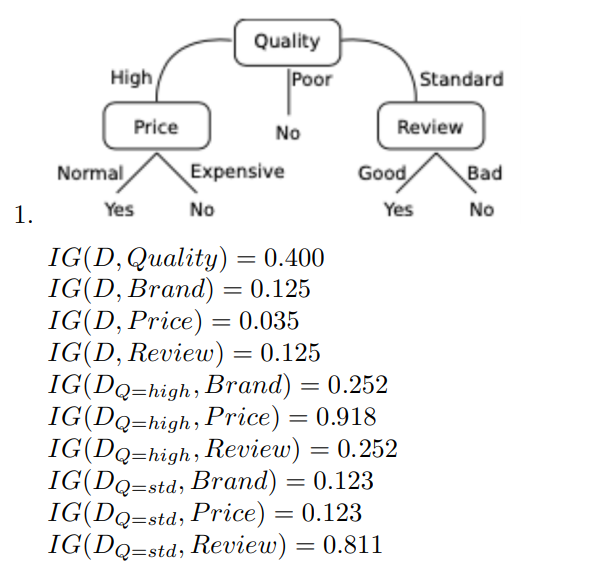 Quality
High Poor Standard
Price No Review
Normal Expensive Good Bad
Yes No Yes No
1.
IG(D, Quality) = 0.400
IG(D, Brand) = 0.125
IG(D, Price) = 0.035
IG(D, Review) = 0.125
IG(D_{Q=high}, Brand) = 0.252
IG(D_{Q=high}, Price) = 0.918
IG(D_{Q=high}, Review) = 0.252
IG(D_{Q=std}, Brand) = 0.123
IG(D_{Q=std}, Price) = 0.123
IG(D_{Q=std}, Review) = 0.811